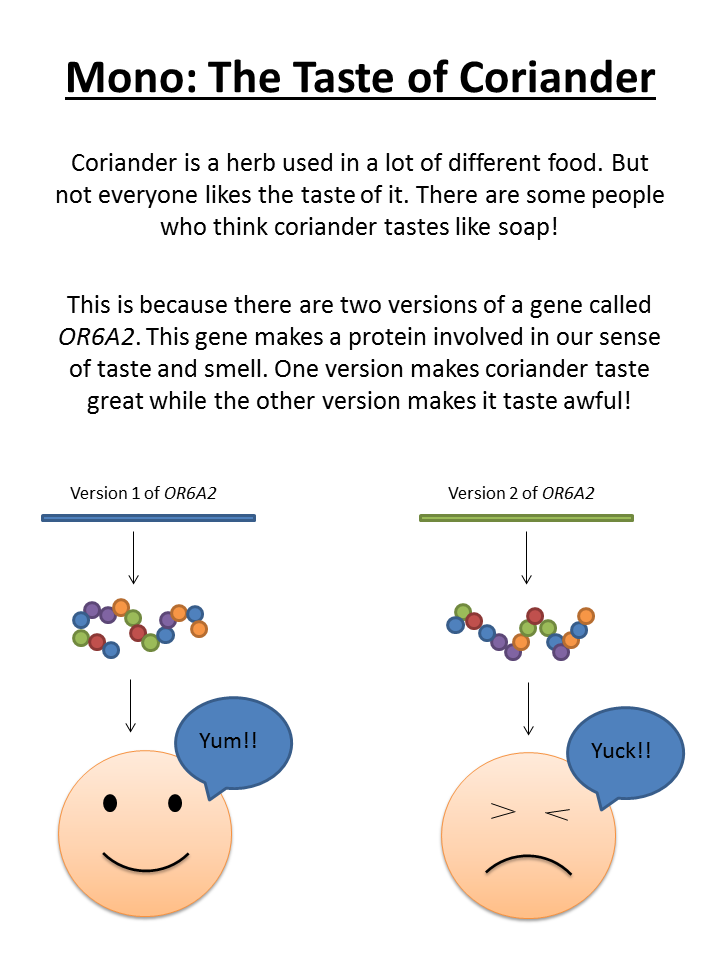 Mono: The Taste of Coriander
Coriander is a herb used in a lot of different food. But
not everyone likes the taste of it. There are some people
who think coriander tastes like soap!
This is because there are two versions of a gene called
OR6A2. This gene makes a protein involved in our sense
of taste and smell. One version makes coriander taste
great while the other version makes it taste awful!
Version 1 of OR6A2
Version 2 of OR6A2
Yum!!
Yuck!!